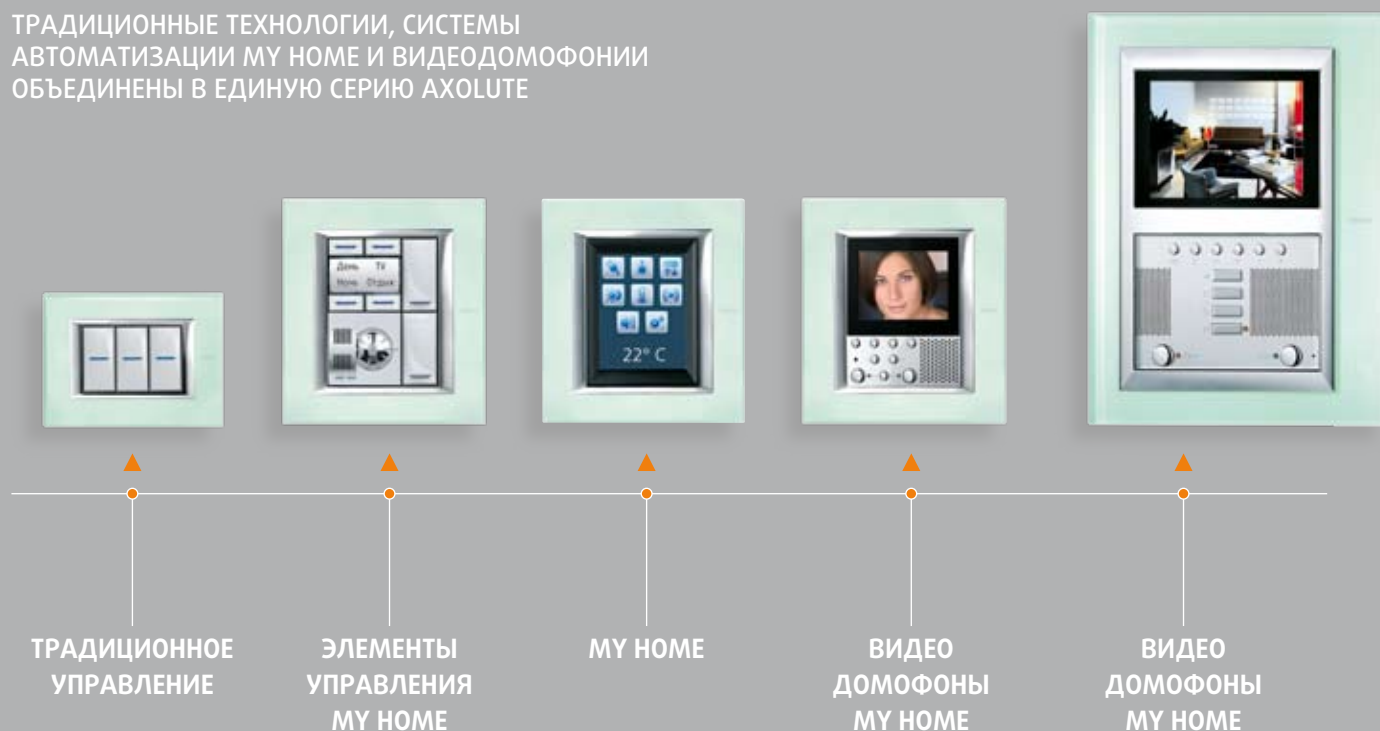 ТРАДИЦИОННЫЕ ТЕХНОЛОГИИ, СИСТЕМЫ
АВТОМАТИЗАЦИИ MY HOME И ВИДЕОДОМОФОНИИ
ОБЪЕДИНЕНЫ В ЕДИНУЮ СЕРИЮ AXOLUTE
День TV
Ночь Отдых
22° C
ТРАДИЦИОННОЕ
УПРАВЛЕНИЕ
ЭЛЕМЕНТЫ
УПРАВЛЕНИЯ
MY HOME
MY HOME
ВИДЕО
ДОМОФОНЫ
MY HOME
ВИДЕО
ДОМОФОНЫ
MY HOME